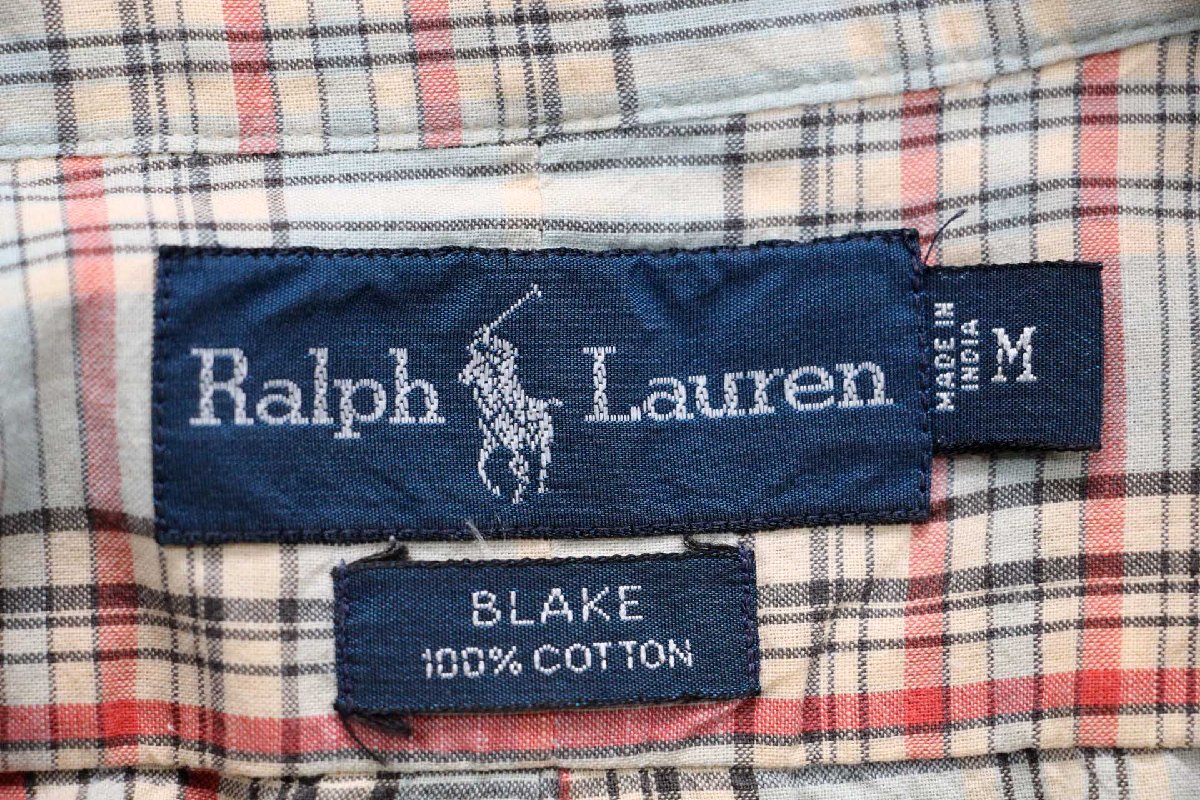 Ralph Lauren
MADE IN
INDIA
M
BLAKE
100% COTTON